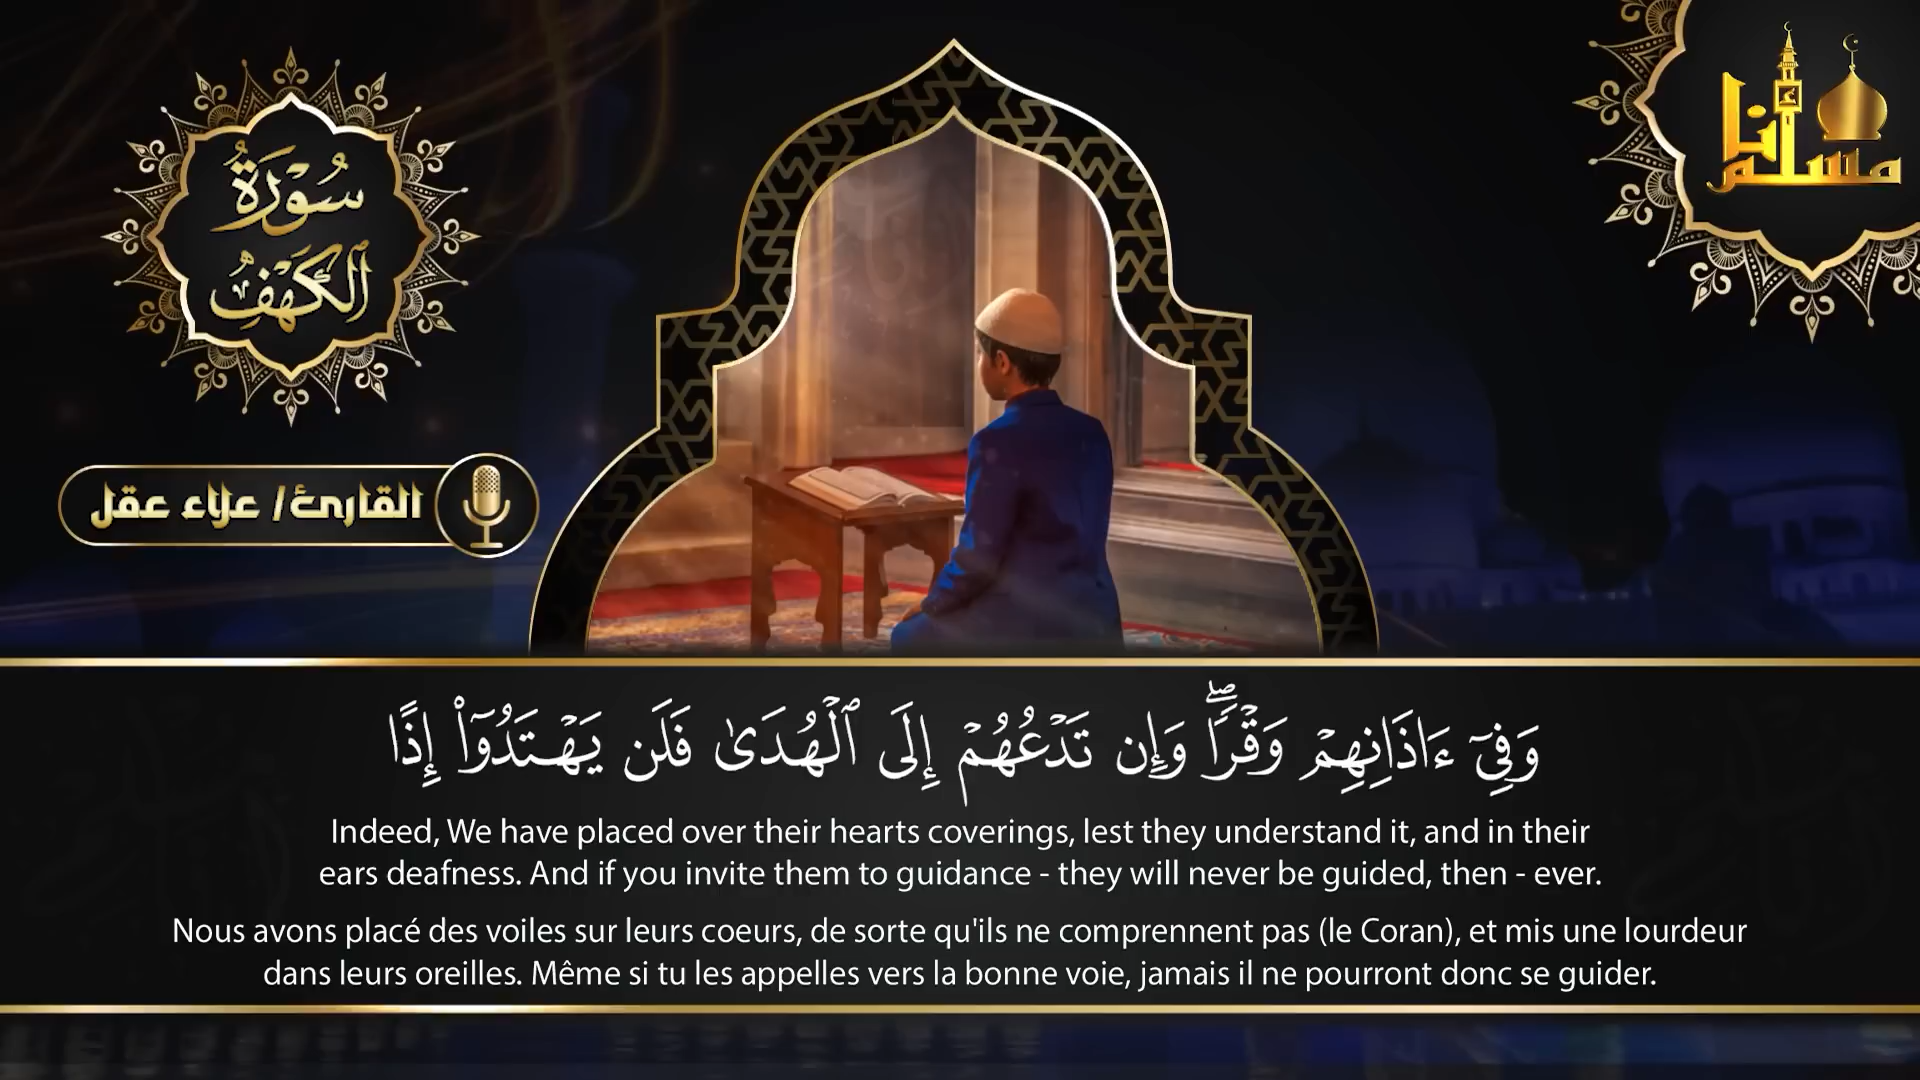 سُورَةُ
الكَهْفِ
أنا
مسلم
القارئ/ علاء عقل
وَفِيٓ ءَاذَانِهِمْ وَقْرًاۖ وَإِن تَدْعُهُمْ إِلَى ٱلْهُدَىٰ فَلَن يَهْتَدُوٓا۟ إِذًا
Indeed, We have placed over their hearts coverings, lest they understand it, and in their
ears deafness. And if you invite them to guidance - they will never be guided, then - ever.
Nous avons placé des voiles sur leurs coeurs, de sorte qu'ils ne comprennent pas (le Coran), et mis une lourdeur
dans leurs oreilles. Même si tu les appelles vers la bonne voie, jamais il ne pourront donc se guider.